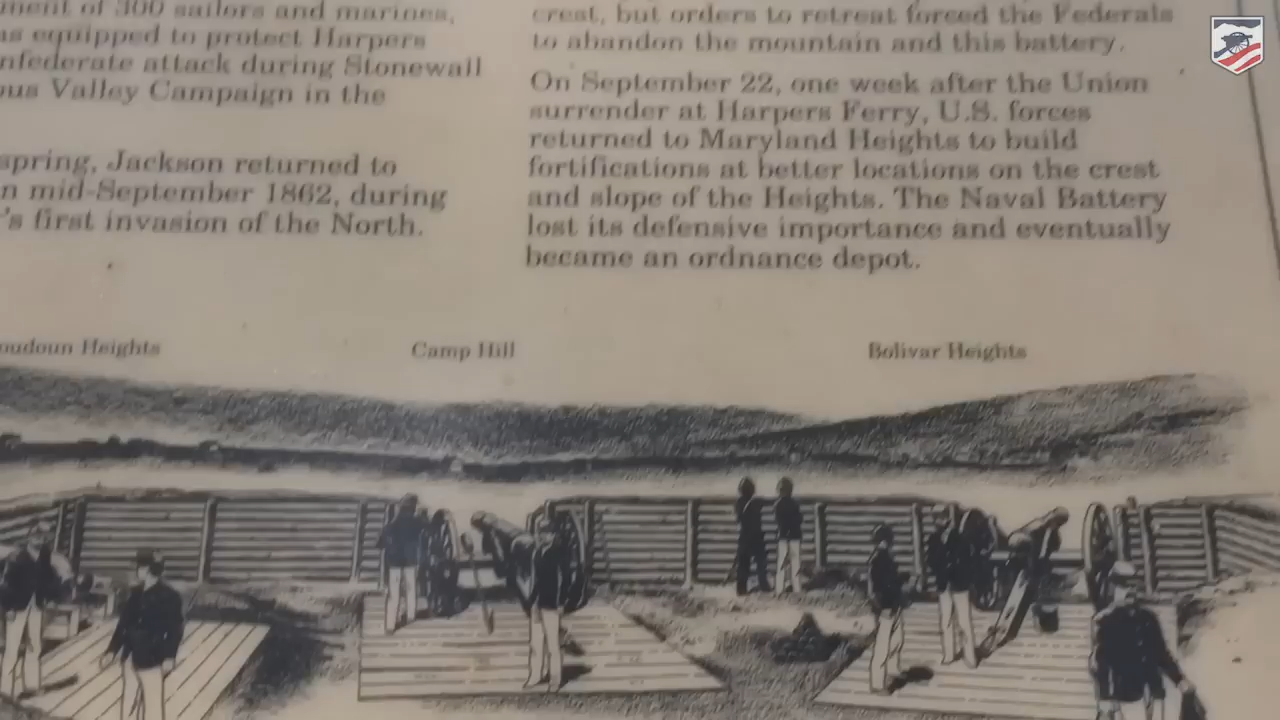 ment of 300 sailors and marines,
as equipped to protect Harpers
nfederate attack during Stonewall
ous Valley Campaign in the
spring, Jackson returned to
n mid-September 1862, during
's first invasion of the North.
crest, but orders to retreat forced the Federals
to abandon the mountain and this battery.
On September 22, one week after the Union
surrender at Harpers Ferry, U.S. forces
returned to Maryland Heights to build
fortifications at better locations on the crest
and slope of the Heights. The Naval Battery
lost its defensive importance and eventually
became an ordnance depot.
oudoun Heights
Camp Hill
Bolivar Heights